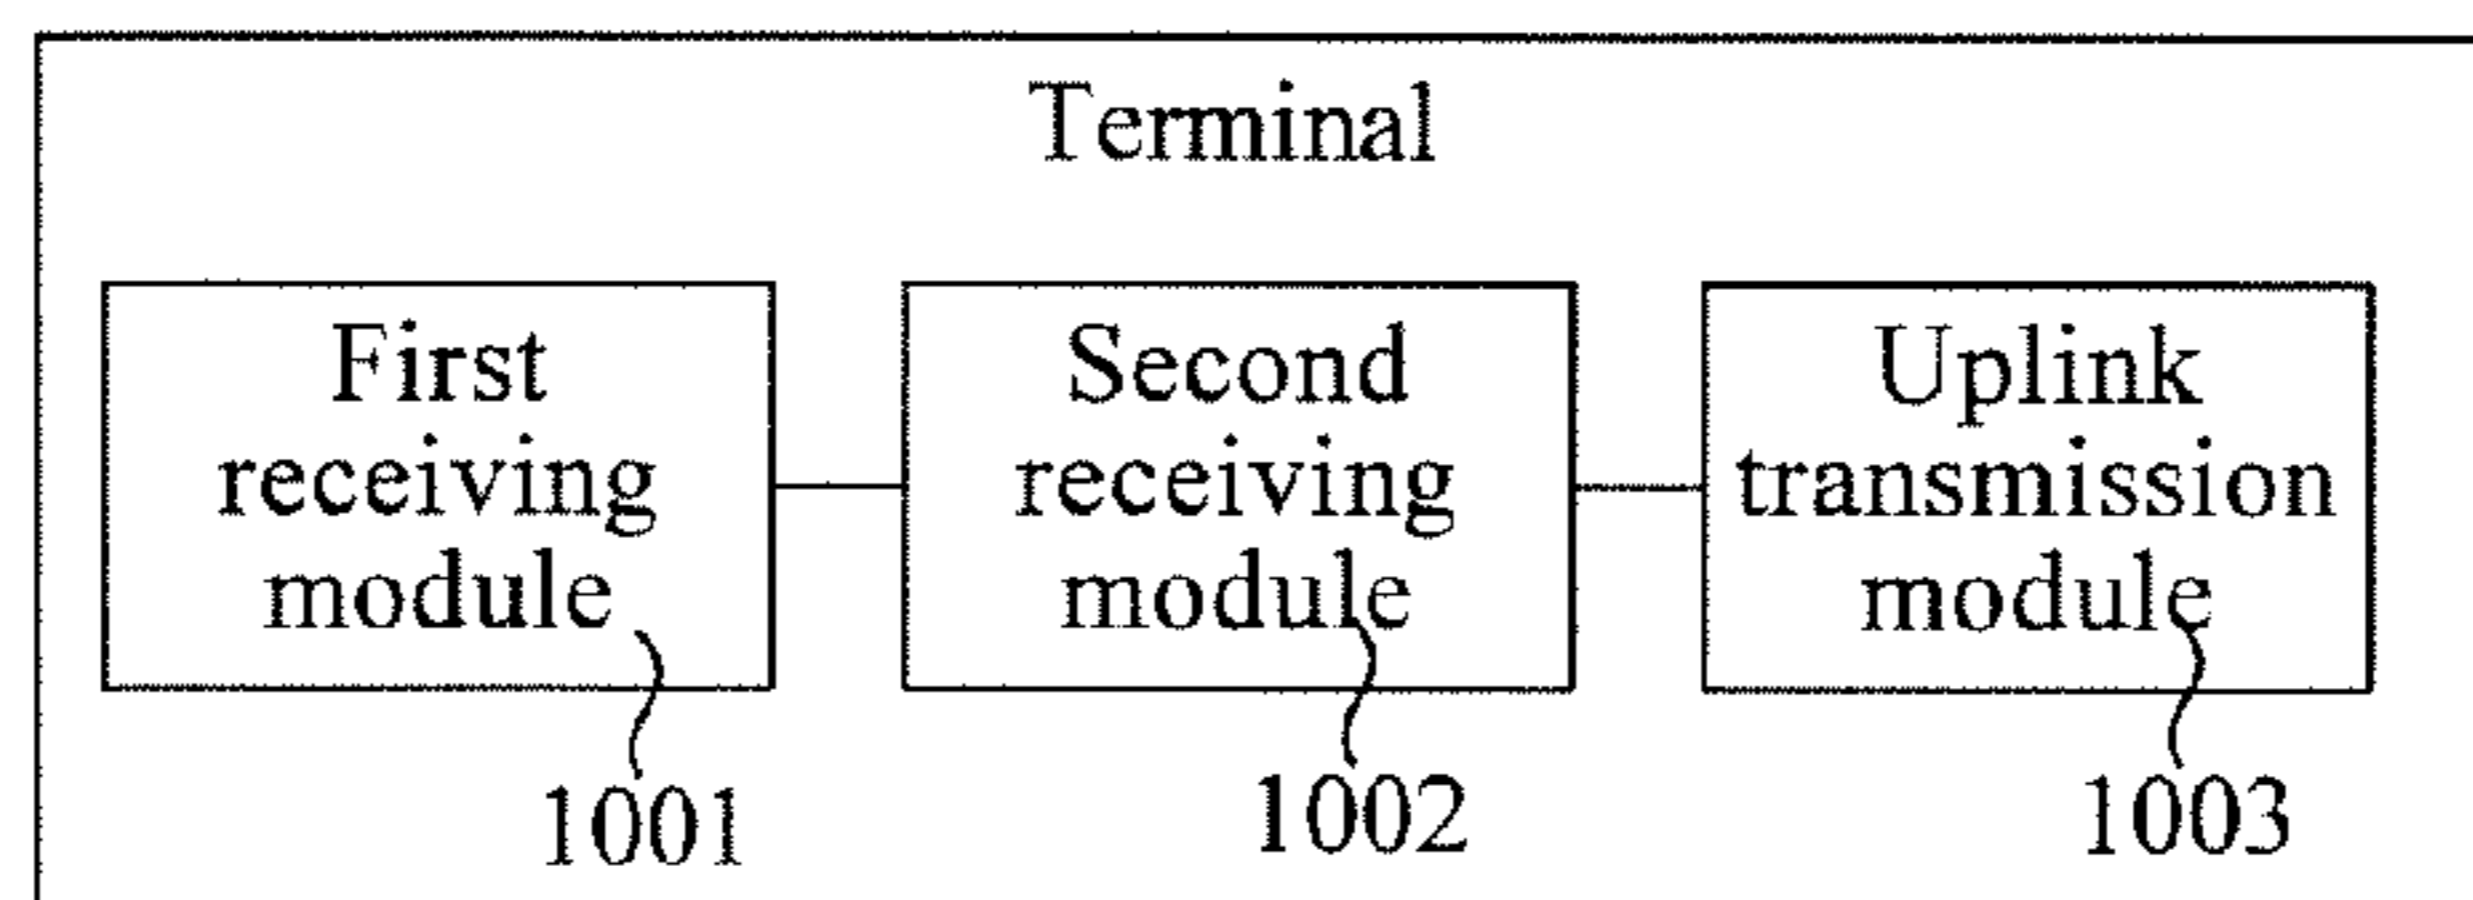 Terminal
First
receiving
module
Second
receiving
module
Uplink
transmission
module
1001
1002
1003